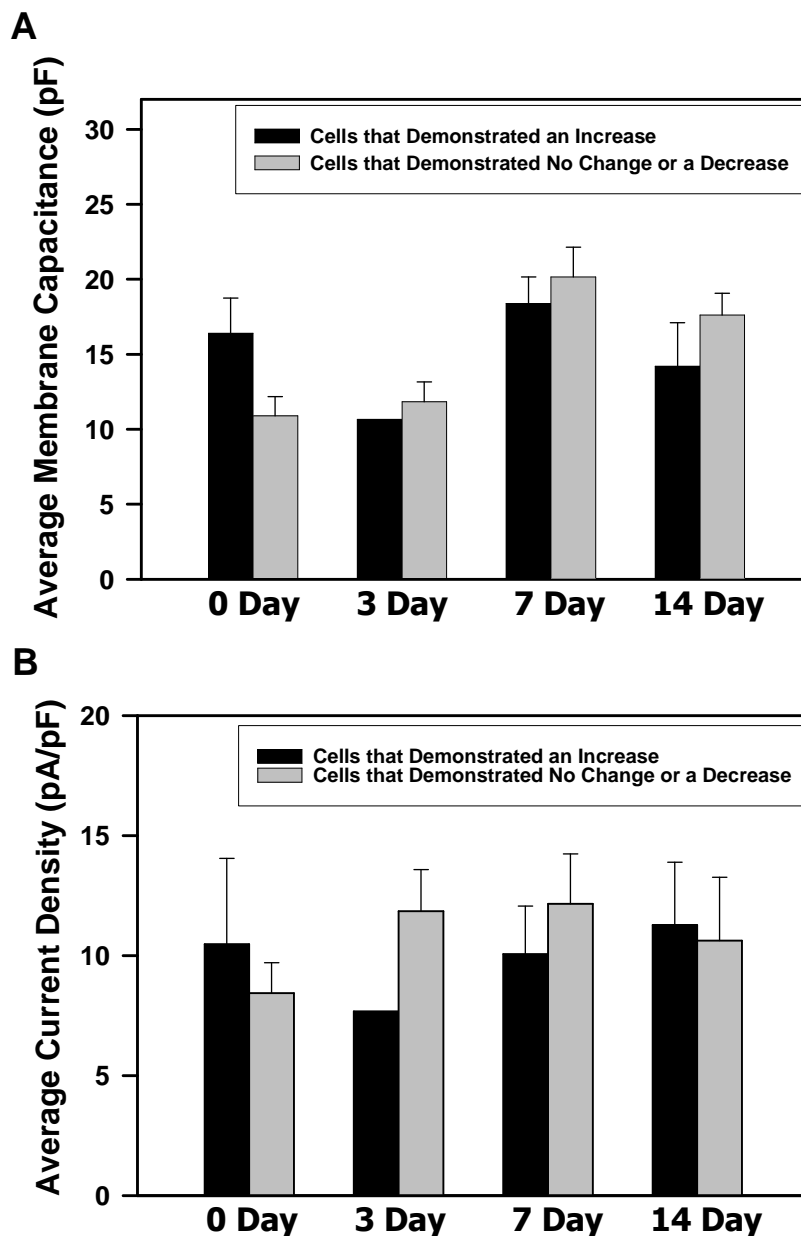 A
Average Membrane Capacitance (pF)
30
25
20
15
10
5
0
Cells that Demonstrated an Increase
Cells that Demonstrated No Change or a Decrease
0 Day 3 Day 7 Day 14 Day
B
Average Current Density (pA/pF)
20
15
10
5
0
Cells that Demonstrated an Increase
Cells that Demonstrated No Change or a Decrease
0 Day 3 Day 7 Day 14 Day